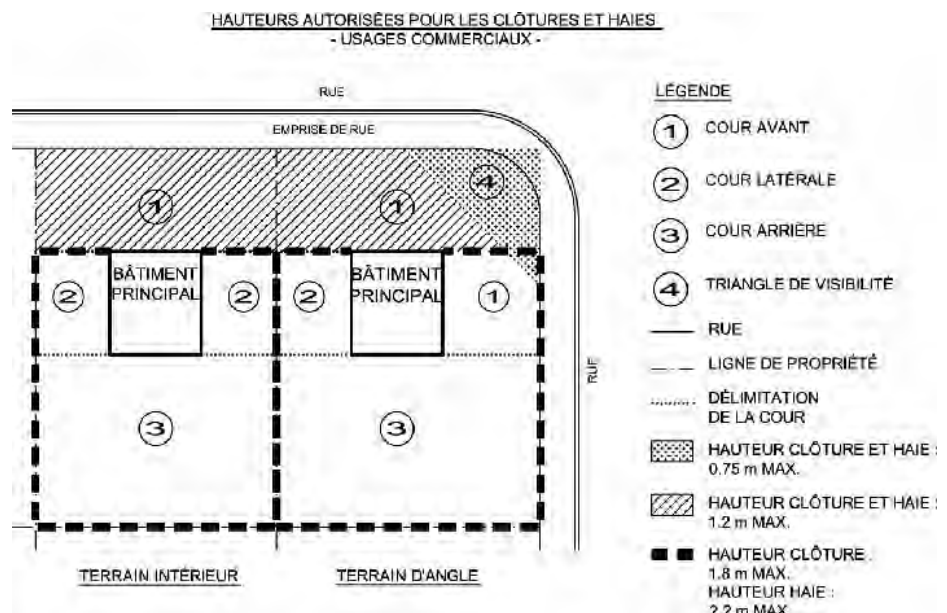 HAUTEURS AUTORISÉES POUR LES CLÔTURES ET HAIES
- USAGES COMMERCIAUX -
RUE
EMPRISE DE RUE
1
1
4
2
BÂTIMENT
PRINCIPAL
2
2
BÂTIMENT
PRINCIPAL
1
3
3
RUE
TERRAIN INTÉRIEUR
TERRAIN D'ANGLE
LÉGENDE
1 COUR AVANT
2 COUR LATÉRALE
3 COUR ARRIÈRE
4 TRIANGLE DE VISIBILITÉ
RUE
LIGNE DE PROPRIÉTÉ
DÉLIMITATION
DE LA COUR
HAUTEUR CLÔTURE ET HAIE :
0.75 m MAX.
HAUTEUR CLÔTURE ET HAIE :
1.2 m MAX.
HAUTEUR CLÔTURE :
1.8 m MAX.
HAUTEUR HAIE :
2.2 m MAX.